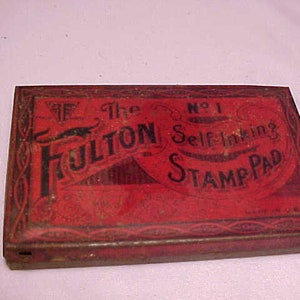 The
FULTON
No 1
Self-Inking
STAMP PAD